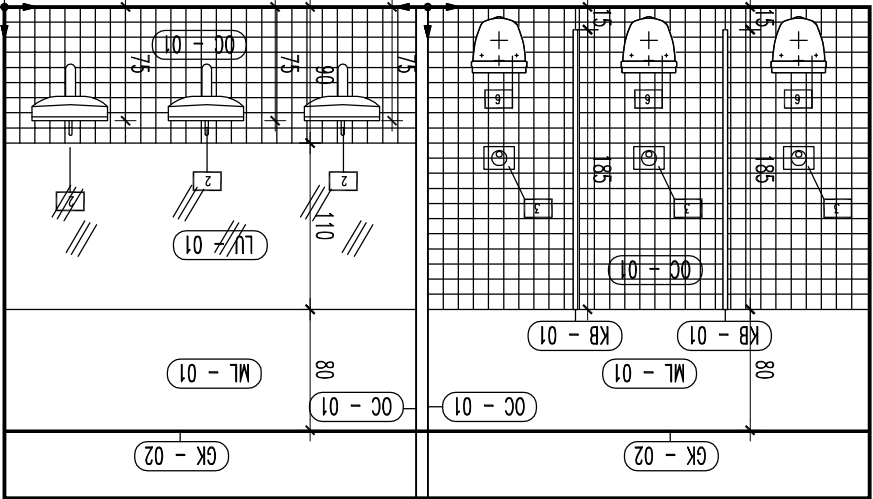 15
15
OC - 01
75
75
75
90
6
6
6
185
185
2
2
2
3
3
3
110
LU - 01
OC - 01
KB - 01
KB - 01
ML - 01
80
ML - 01
80
OC - 01
OC - 01
GK - 02
GK - 02